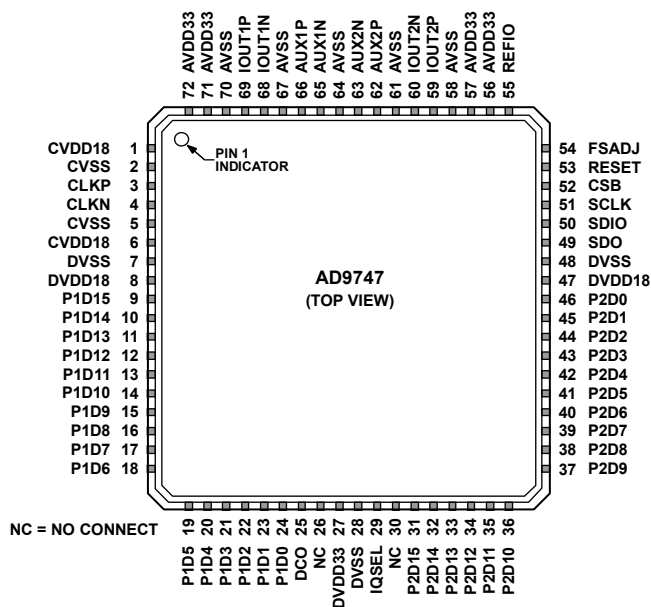 72 AVDD33
71 AVDD33
70 AVSS
69 IOUT1P
68 IOUT1N
67 AVSS
66 AUX1P
65 AUX1N
64 AVSS
63 AUX2N
62 AUX2P
61 AVSS
60 IOUT2N
59 IOUT2P
58 AVSS
57 AVDD33
56 AVDD33
55 REFIO
CVDD18 1
CVSS 2
CLKP 3
CLKN 4
CVSS 5
CVDD18 6
DVSS 7
DVDD18 8
P1D15 9
P1D14 10
P1D13 11
P1D12 12
P1D11 13
P1D10 14
P1D9 15
P1D8 16
P1D7 17
P1D6 18
PIN 1
INDICATOR
AD9747
(TOP VIEW)
54 FSADJ
53 RESET
52 CSB
51 SCLK
50 SDIO
49 SDO
48 DVSS
47 DVDD18
46 P2D0
45 P2D1
44 P2D2
43 P2D3
42 P2D4
41 P2D5
40 P2D6
39 P2D7
38 P2D8
37 P2D9
NC = NO CONNECT
P1D5 19
P1D4 20
P1D3 21
P1D2 22
P1D1 23
P1D0 24
DCO 25
NC 26
DVDD33 27
DVSS 28
IQSEL 29
NC 30
P2D15 31
P2D14 32
P2D13 33
P2D12 34
P2D11 35
P2D10 36